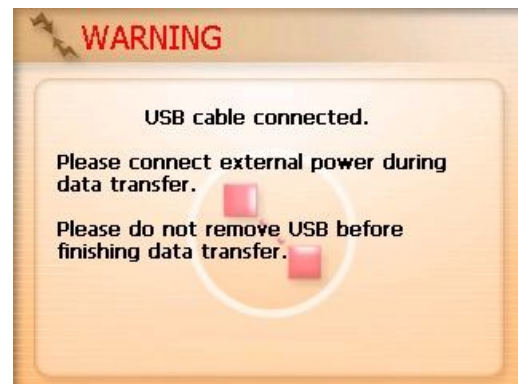 WARNING
USB cable connected.
Please connect external power during
data transfer.
Please do not remove USB before
finishing data transfer.